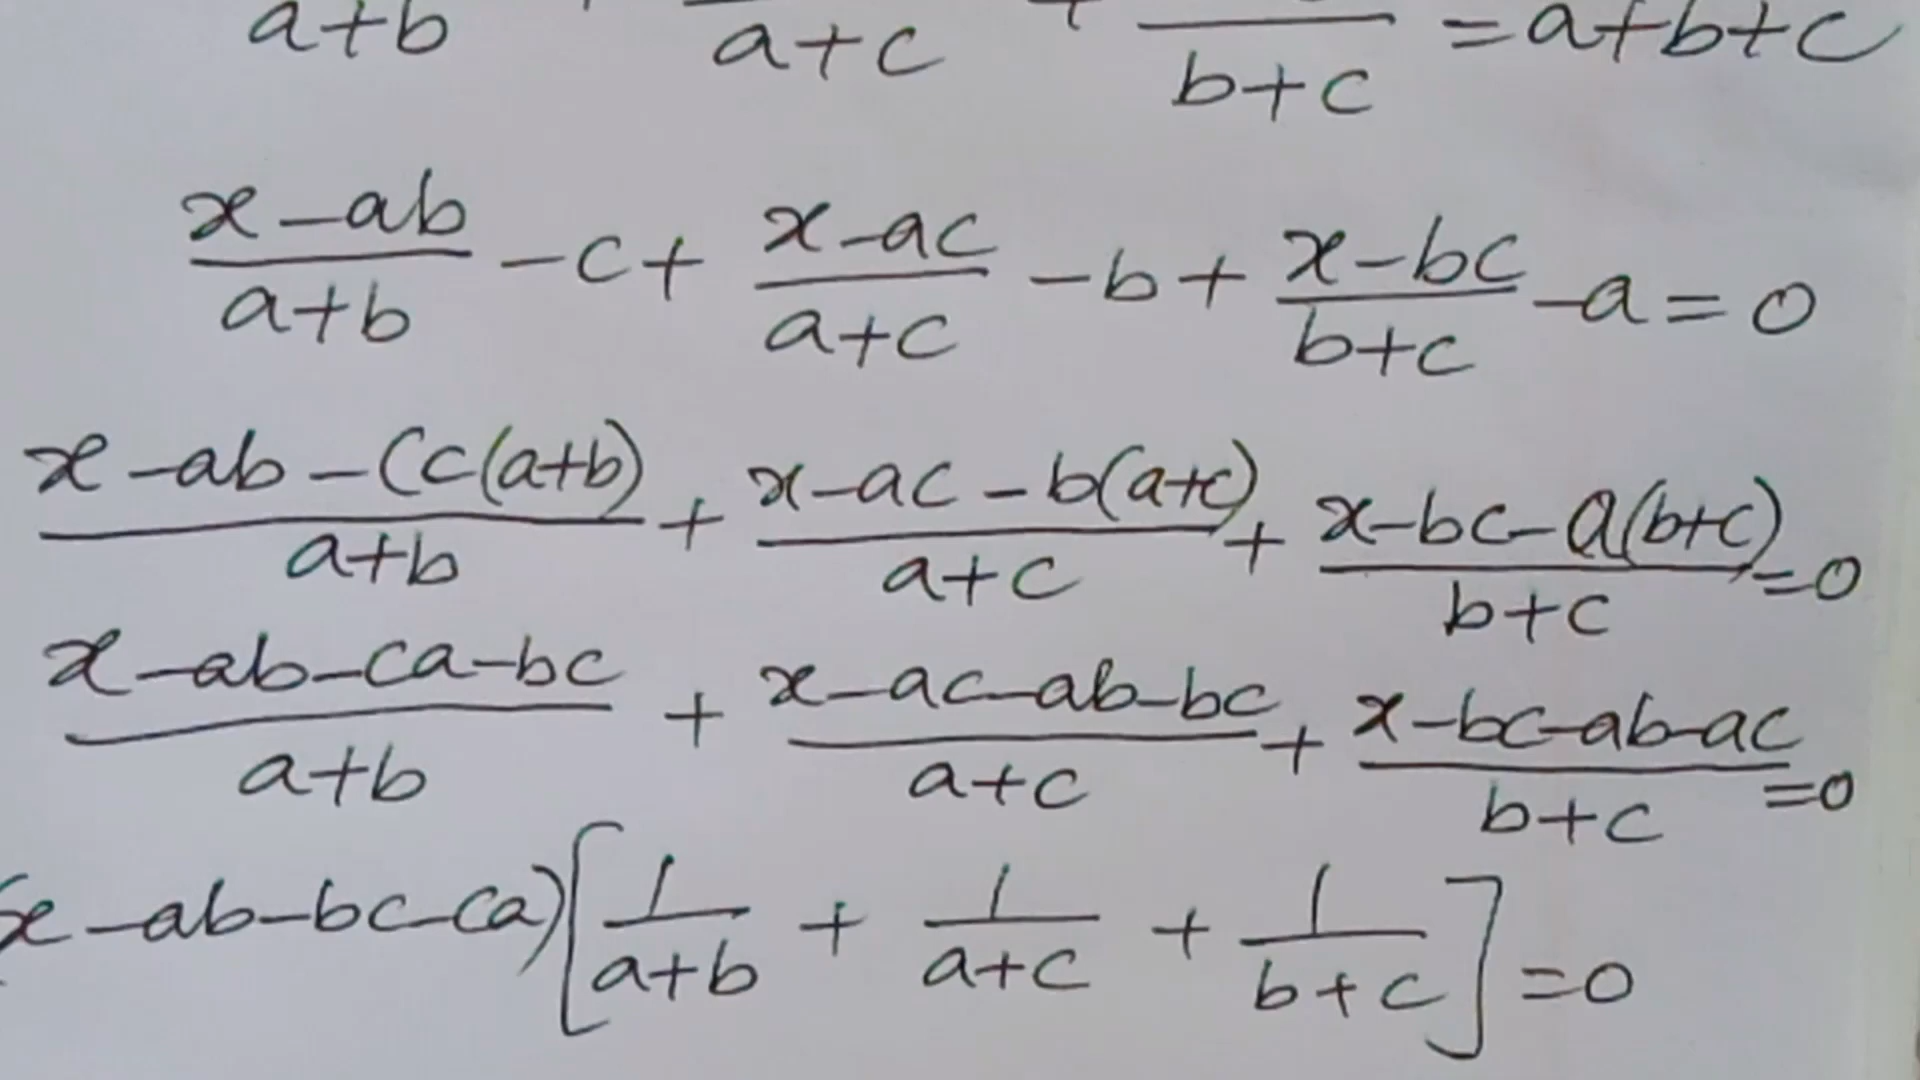 a+b + a+c + ─── b+c = a+b+c
(x-ab)/(a+b) -c+ (x-ac)/(a+c) -b+ (x-bc)/(b+c) -a=0
(x-ab-(c(a+b))/(a+b) + (x-ac-b(a+c))/(a+c) + (x-bc-a(b+c))/(b+c) =0
(x-ab-ca-bc)/(a+b) + (x-ac-ab-bc)/(a+c) + (x-bc-ab-ac)/(b+c) =0
(x-ab-bc-ca)[1/(a+b) + 1/(a+c) + 1/(b+c)]=0